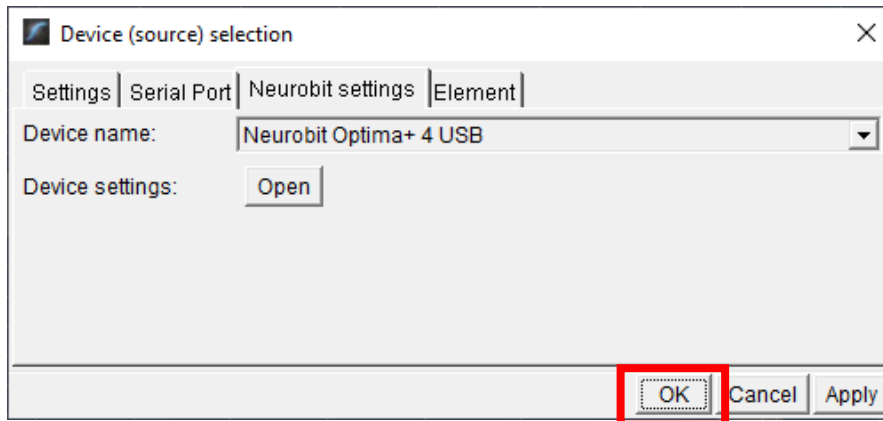 Device (source) selection
Settings Serial Port Neurobit settings Element
Device name: Neurobit Optima+ 4 USB
Device settings: Open
OK Cancel Apply